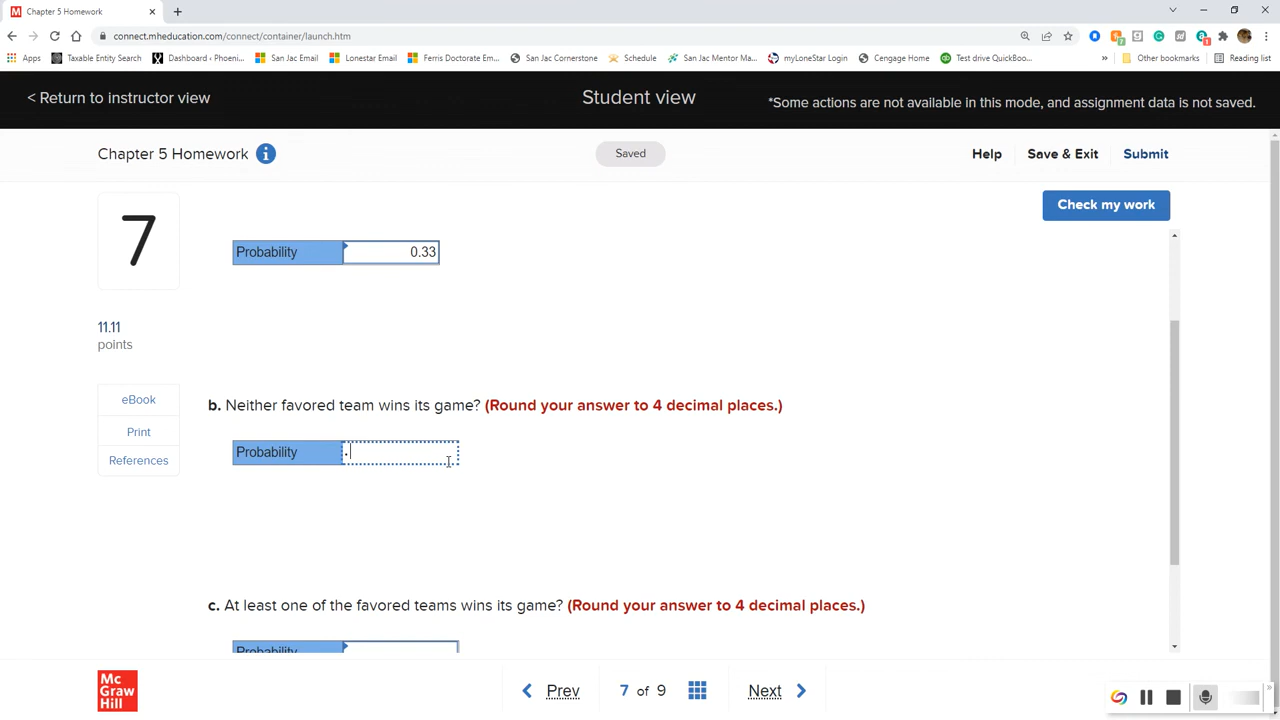 Chapter 5 Homework
connect.mheducation.com/connect/container/launch.htm
Apps
Taxable Entity Search
Dashboard ‹ Phoeni...
San Jac Email
Lonestar Email
Ferris Doctorate Em...
San Jac Cornerstone
Schedule
San Jac Mentor Ma...
myLoneStar Login
Cengage Home
Test drive QuickBoo...
»
Other bookmarks
Reading list
< Return to instructor view
Student view
*Some actions are not available in this mode, and assignment data is not saved.
Chapter 5 Homework
Saved
Help
Save & Exit
Submit
7
Check my work
Probability
0.33
11.11
points
eBook
Print
References
b. Neither favored team wins its game? (Round your answer to 4 decimal places.)
Probability
.
c. At least one of the favored teams wins its game? (Round your answer to 4 decimal places.)
Probability
Mc
Graw
Hill
Prev
7 of 9
Next